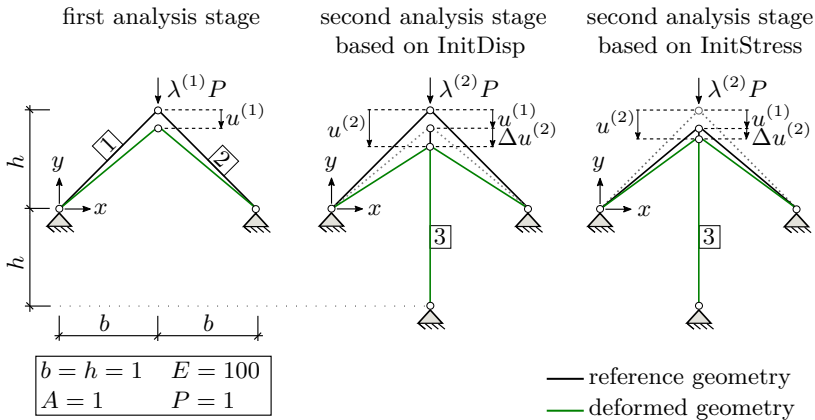 first analysis stage
second analysis stage
based on InitDisp
second analysis stage
based on InitStress
λ⁽¹⁾P
u⁽¹⁾
1
2
y
x
h
h
b
b
λ⁽²⁾P
u⁽²⁾
u⁽¹⁾
Δu⁽²⁾
y
x
3
λ⁽²⁾P
u⁽²⁾
u⁽¹⁾
Δu⁽²⁾
y
x
3
b = h = 1 E = 100
A = 1 P = 1
reference geometry
deformed geometry